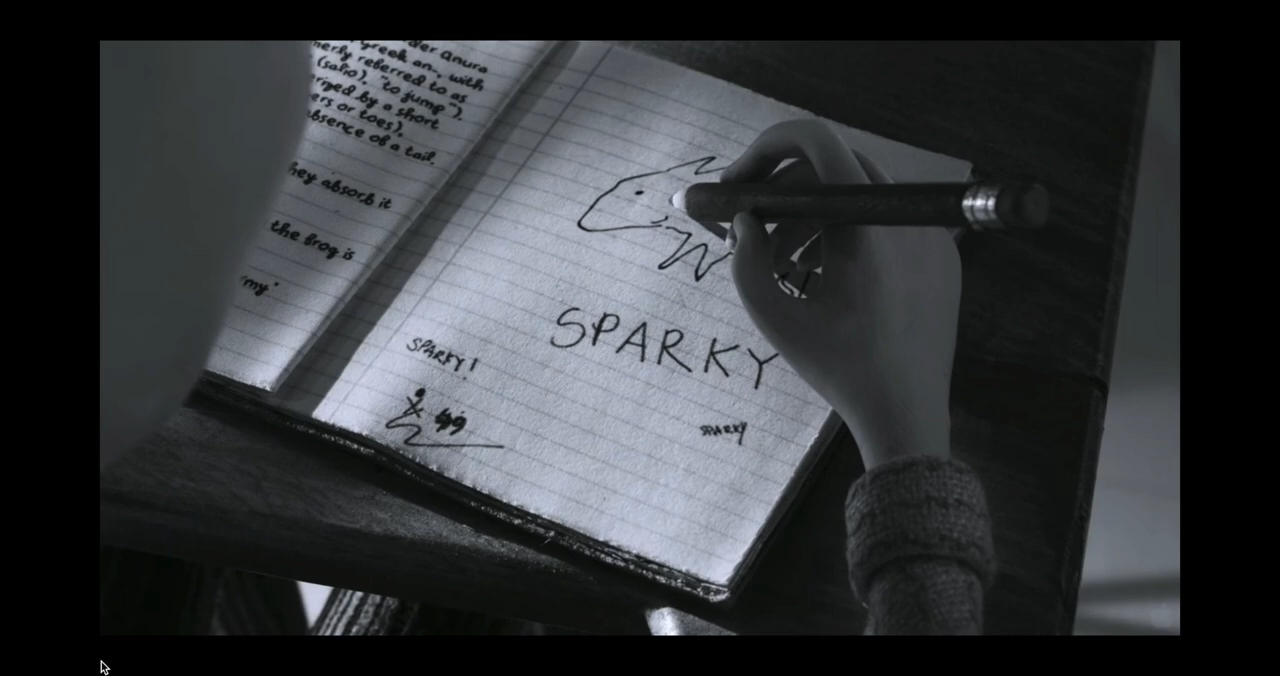 der Anura
Greek an-, with
merly referred to as
(salio), "to jump").
erized by a short
ers or toes),
absence of a tail.
hey absorb it
the frog is
my"
SPARKY
SPARKY!
SPARKY